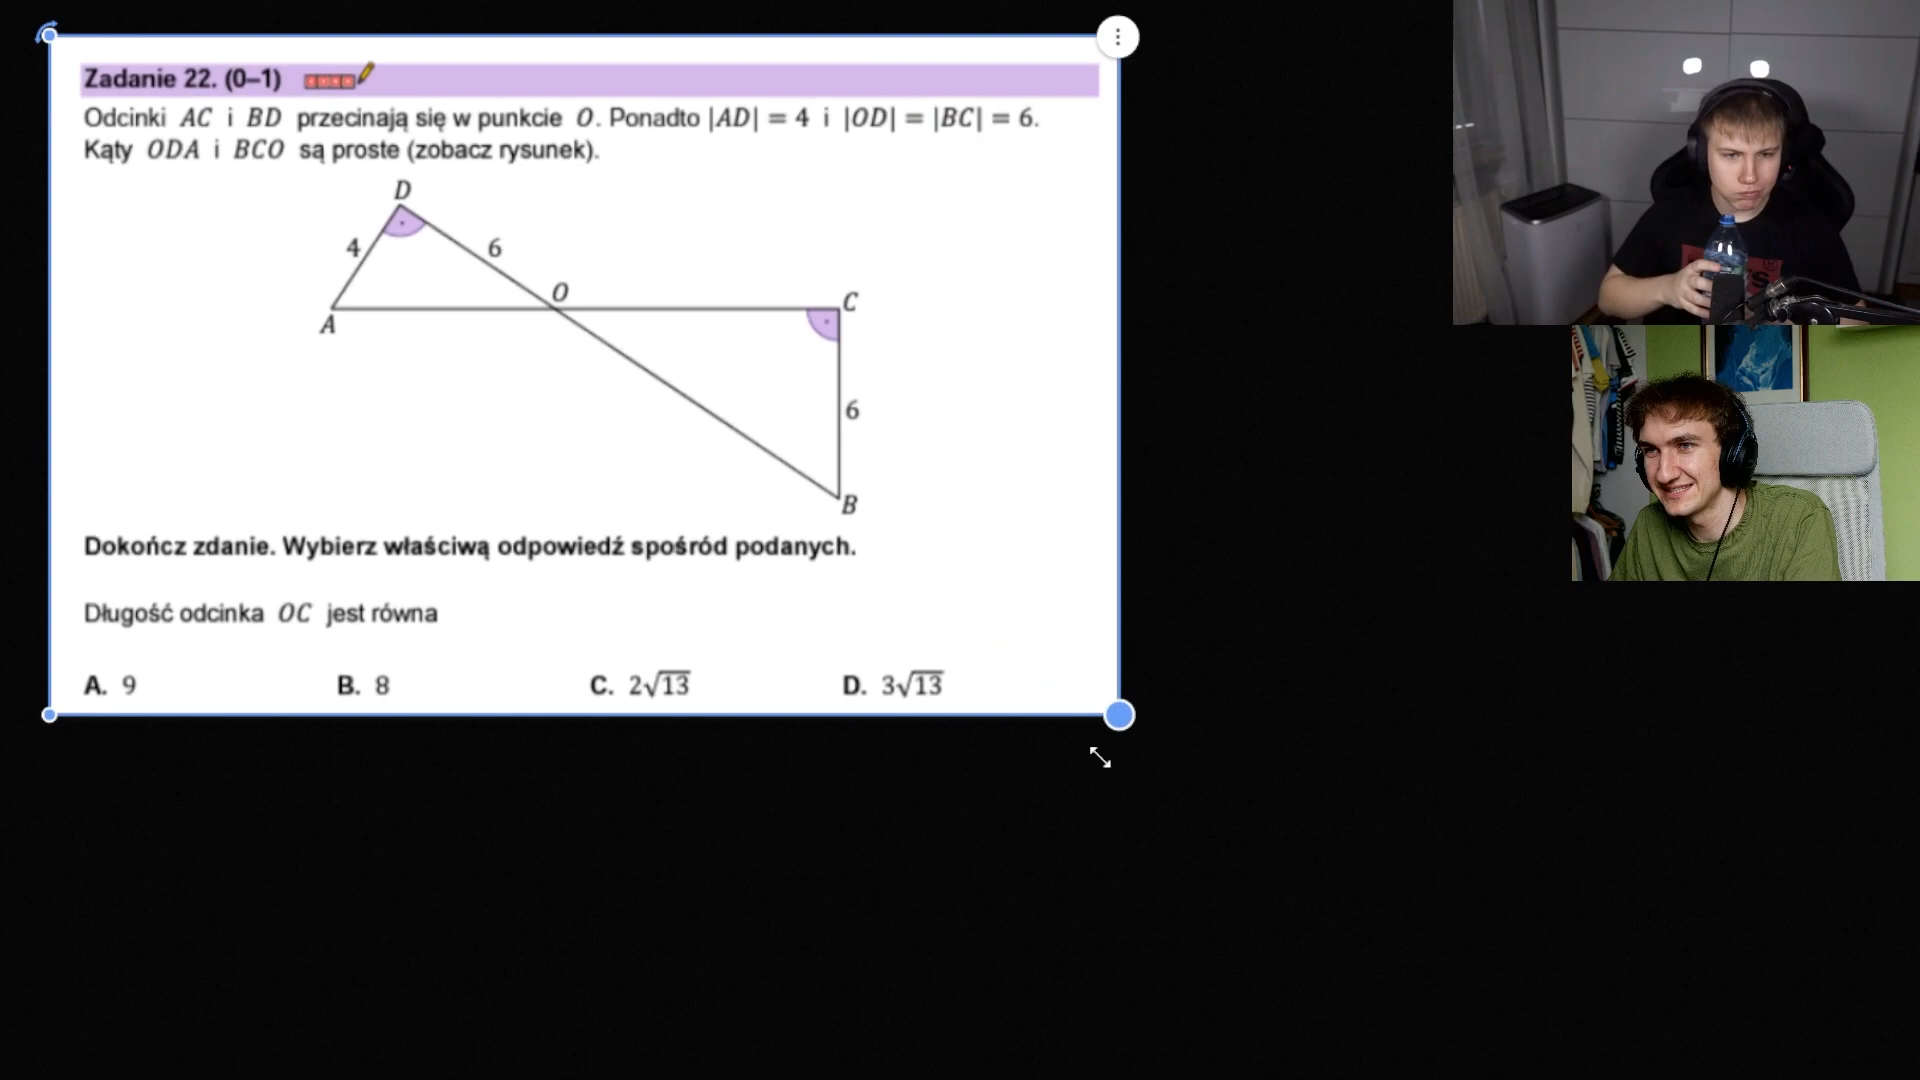 Zadanie 22. (0–1)
Odcinki AC i BD przecinają się w punkcie O. Ponadto |AD| = 4 i |OD| = |BC| = 6.
Kąty ODA i BCO są proste (zobacz rysunek).
D
4
6
O
C
A
6
B
Dokończ zdanie. Wybierz właściwą odpowiedź spośród podanych.
Długość odcinka OC jest równa
A. 9 B. 8 C. 2√13 D. 3√13